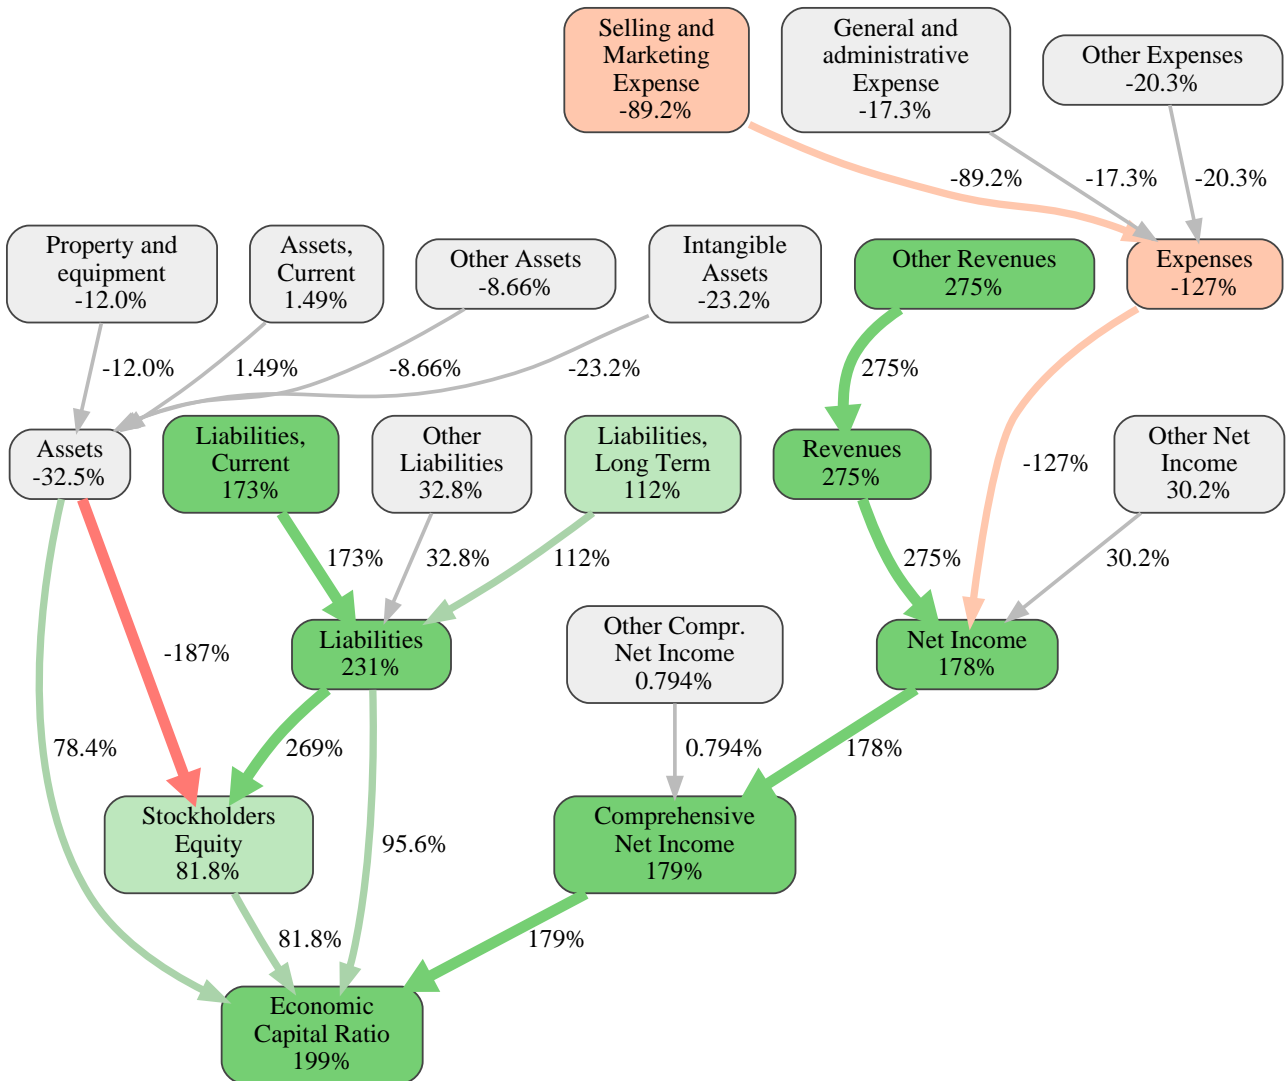 Selling and
Marketing
Expense
-89.2%
General and
administrative
Expense
-17.3%
Other Expenses
-20.3%
-89.2%
-17.3%
-20.3%
Property and
equipment
-12.0%
Assets,
Current
1.49%
Other Assets
-8.66%
Intangible
Assets
-23.2%
Other Revenues
275%
Expenses
-127%
-12.0%
1.49%
-8.66%
-23.2%
275%
-127%
Assets
-32.5%
Liabilities,
Current
173%
Other
Liabilities
32.8%
Liabilities,
Long Term
112%
Revenues
275%
Other Net
Income
30.2%
173%
32.8%
112%
275%
30.2%
-187%
Liabilities
231%
Other Compr.
Net Income
0.794%
Net Income
178%
78.4%
269%
95.6%
0.794%
178%
Stockholders
Equity
81.8%
Comprehensive
Net Income
179%
81.8%
179%
Economic
Capital Ratio
199%